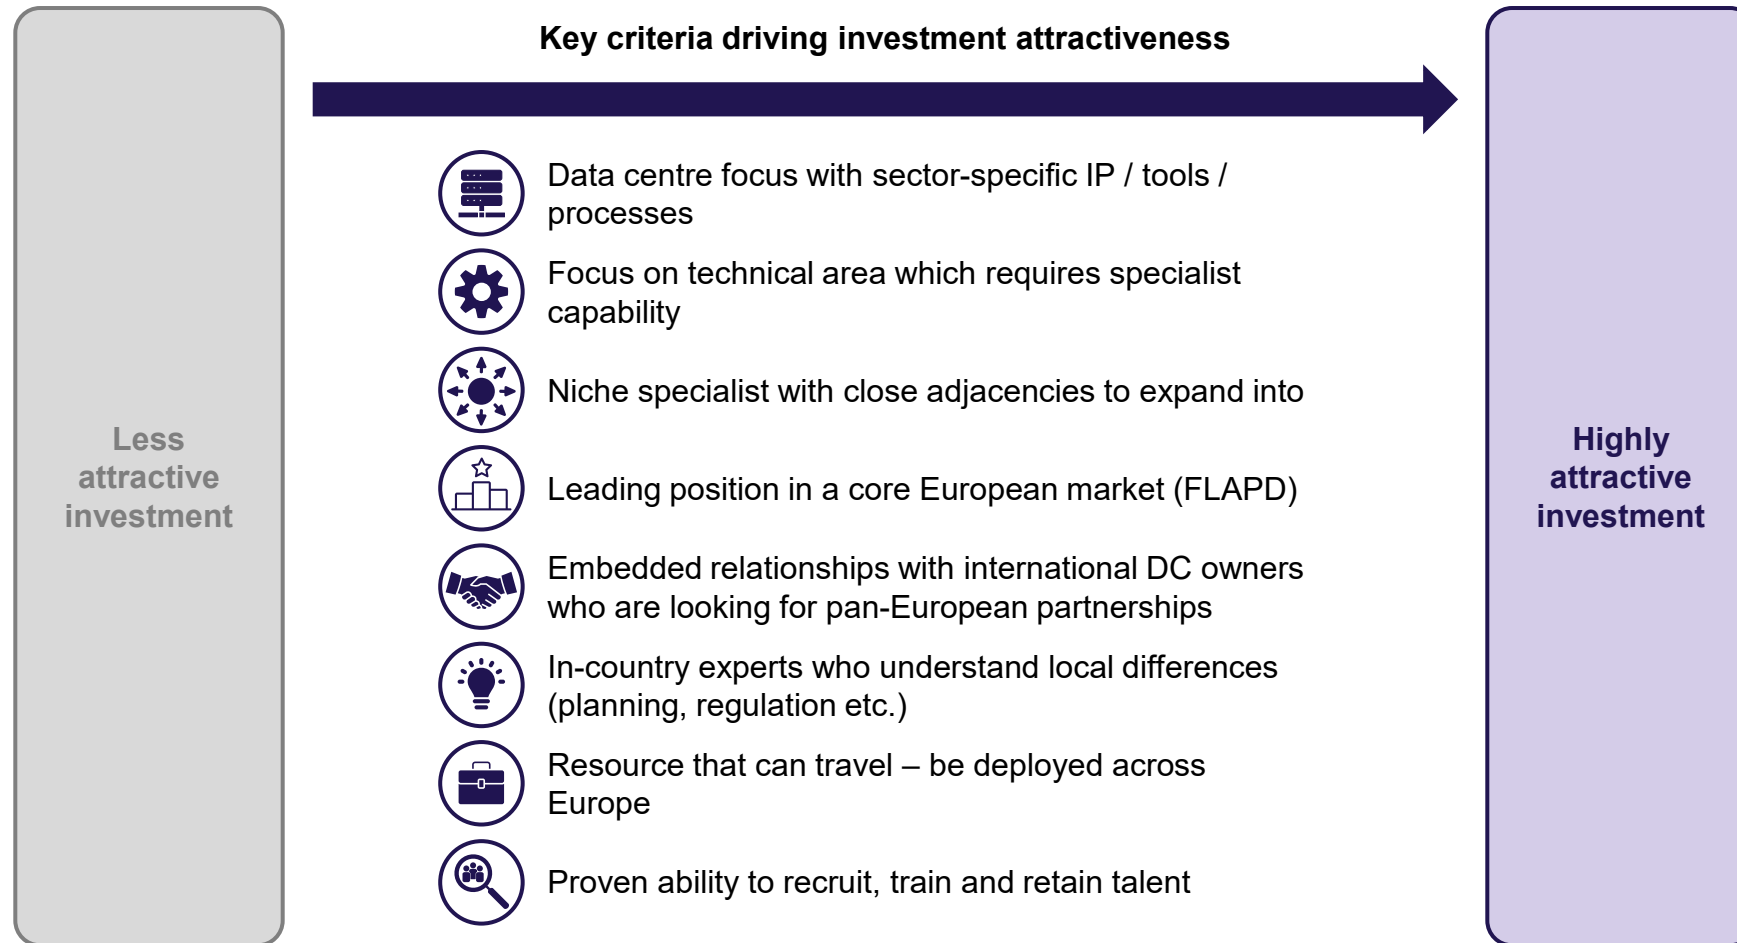 Key criteria driving investment attractiveness
Less
attractive
investment
Data centre focus with sector-specific IP / tools /
processes
Focus on technical area which requires specialist
capability
Niche specialist with close adjacencies to expand into
Leading position in a core European market (FLAPD)
Embedded relationships with international DC owners
who are looking for pan-European partnerships
In-country experts who understand local differences
(planning, regulation etc.)
Resource that can travel – be deployed across
Europe
Proven ability to recruit, train and retain talent
Highly
attractive
investment